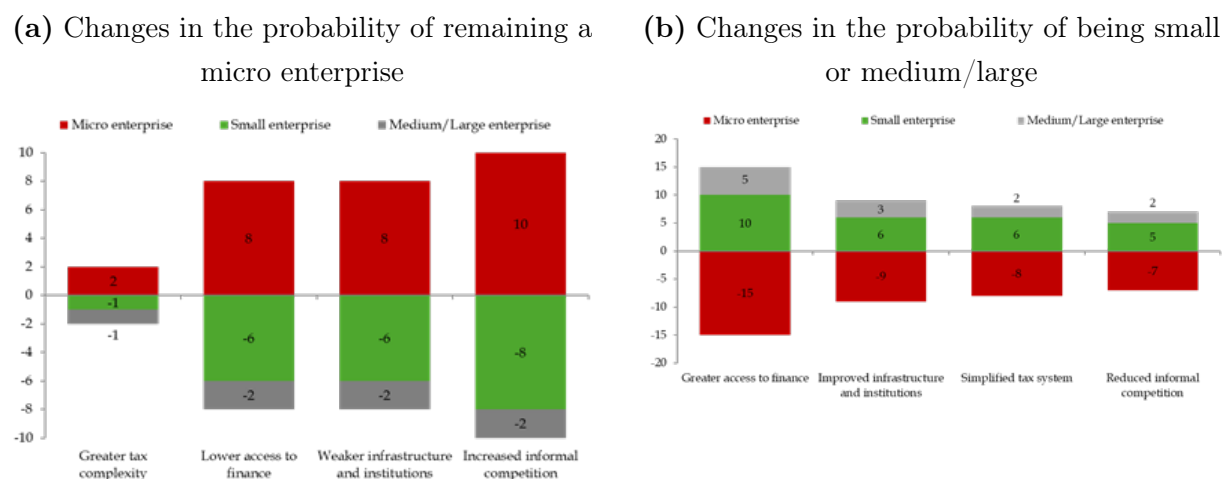 (a) Changes in the probability of remaining a
micro enterprise
Micro enterprise Small enterprise Medium/Large enterprise
10
8
6
4
2
0
-2
-4
-6
-8
-10
2
-1
-1
8
-6
-2
8
-6
-2
10
-8
-2
Greater tax
complexity
Lower access to
finance
Weaker infrastructure
and institutions
Increased informal
competition
(b) Changes in the probability of being small
or medium/large
Micro enterprise Small enterprise Medium/Large enterprise
20
15
10
5
0
-5
-10
-15
-20
5
10
-15
3
6
-9
2
6
-8
2
5
-7
Greater access to finance
Improved infrastructure
and institutions
Simplified tax system
Reduced informal
competition